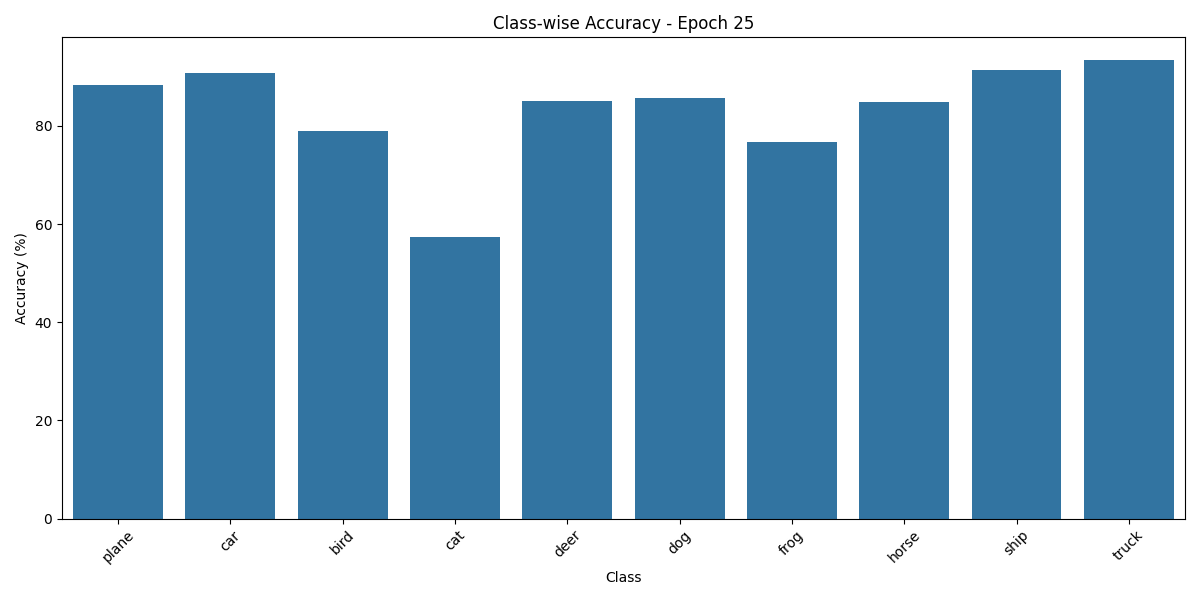 Class-wise Accuracy - Epoch 25
Accuracy (%)
80
60
40
20
0
plane
car
bird
cat
deer
dog
frog
horse
ship
truck
Class